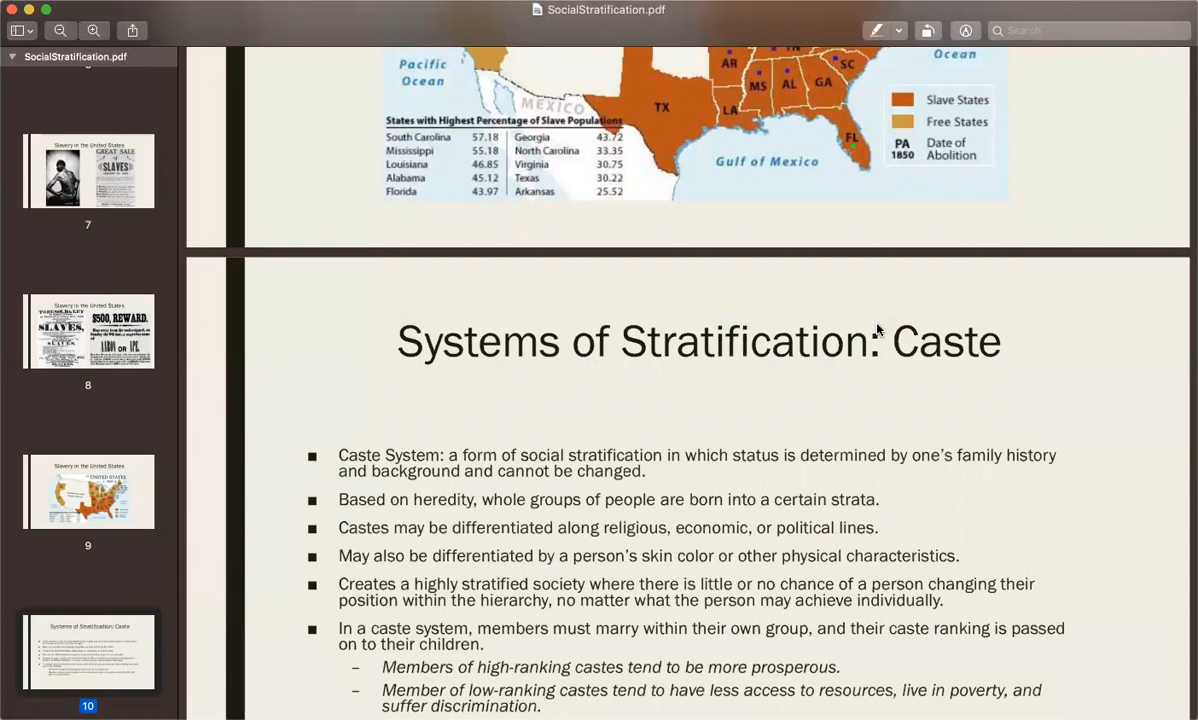 SocialStratification.pdf
Search
SocialStratification.pdf
Slavery in the United States
GREAT SALE
OF
SLAVES
7
Slavery in the United States
TO BE SOLD & LET
SLAVES,
$500, REWARD.
8
Slavery in the United States
UNITED STATES
9
Systems of Stratification: Caste
10
Pacific
Ocean
MEXICO
AR
TN
SC
MS
AL
GA
TX
LA
FL
Ocean
Gulf of Mexico
Slave States
Free States
PA
1850
Date of
Abolition
States with Highest Percentage of Slave Populations
South Carolina 57.18 Georgia 43.72
Mississippi 55.18 North Carolina 33.35
Louisiana 46.85 Virginia 30.75
Alabama 45.12 Texas 30.22
Florida 43.97 Arkansas 25.52
Systems of Stratification: Caste
■ Caste System: a form of social stratification in which status is determined by one's family history
and background and cannot be changed.
■ Based on heredity, whole groups of people are born into a certain strata.
■ Castes may be differentiated along religious, economic, or political lines.
■ May also be differentiated by a person's skin color or other physical characteristics.
■ Creates a highly stratified society where there is little or no chance of a person changing their
position within the hierarchy, no matter what the person may achieve individually.
■ In a caste system, members must marry within their own group, and their caste ranking is passed
on to their children.
– Members of high-ranking castes tend to be more prosperous.
– Member of low-ranking castes tend to have less access to resources, live in poverty, and
suffer discrimination.